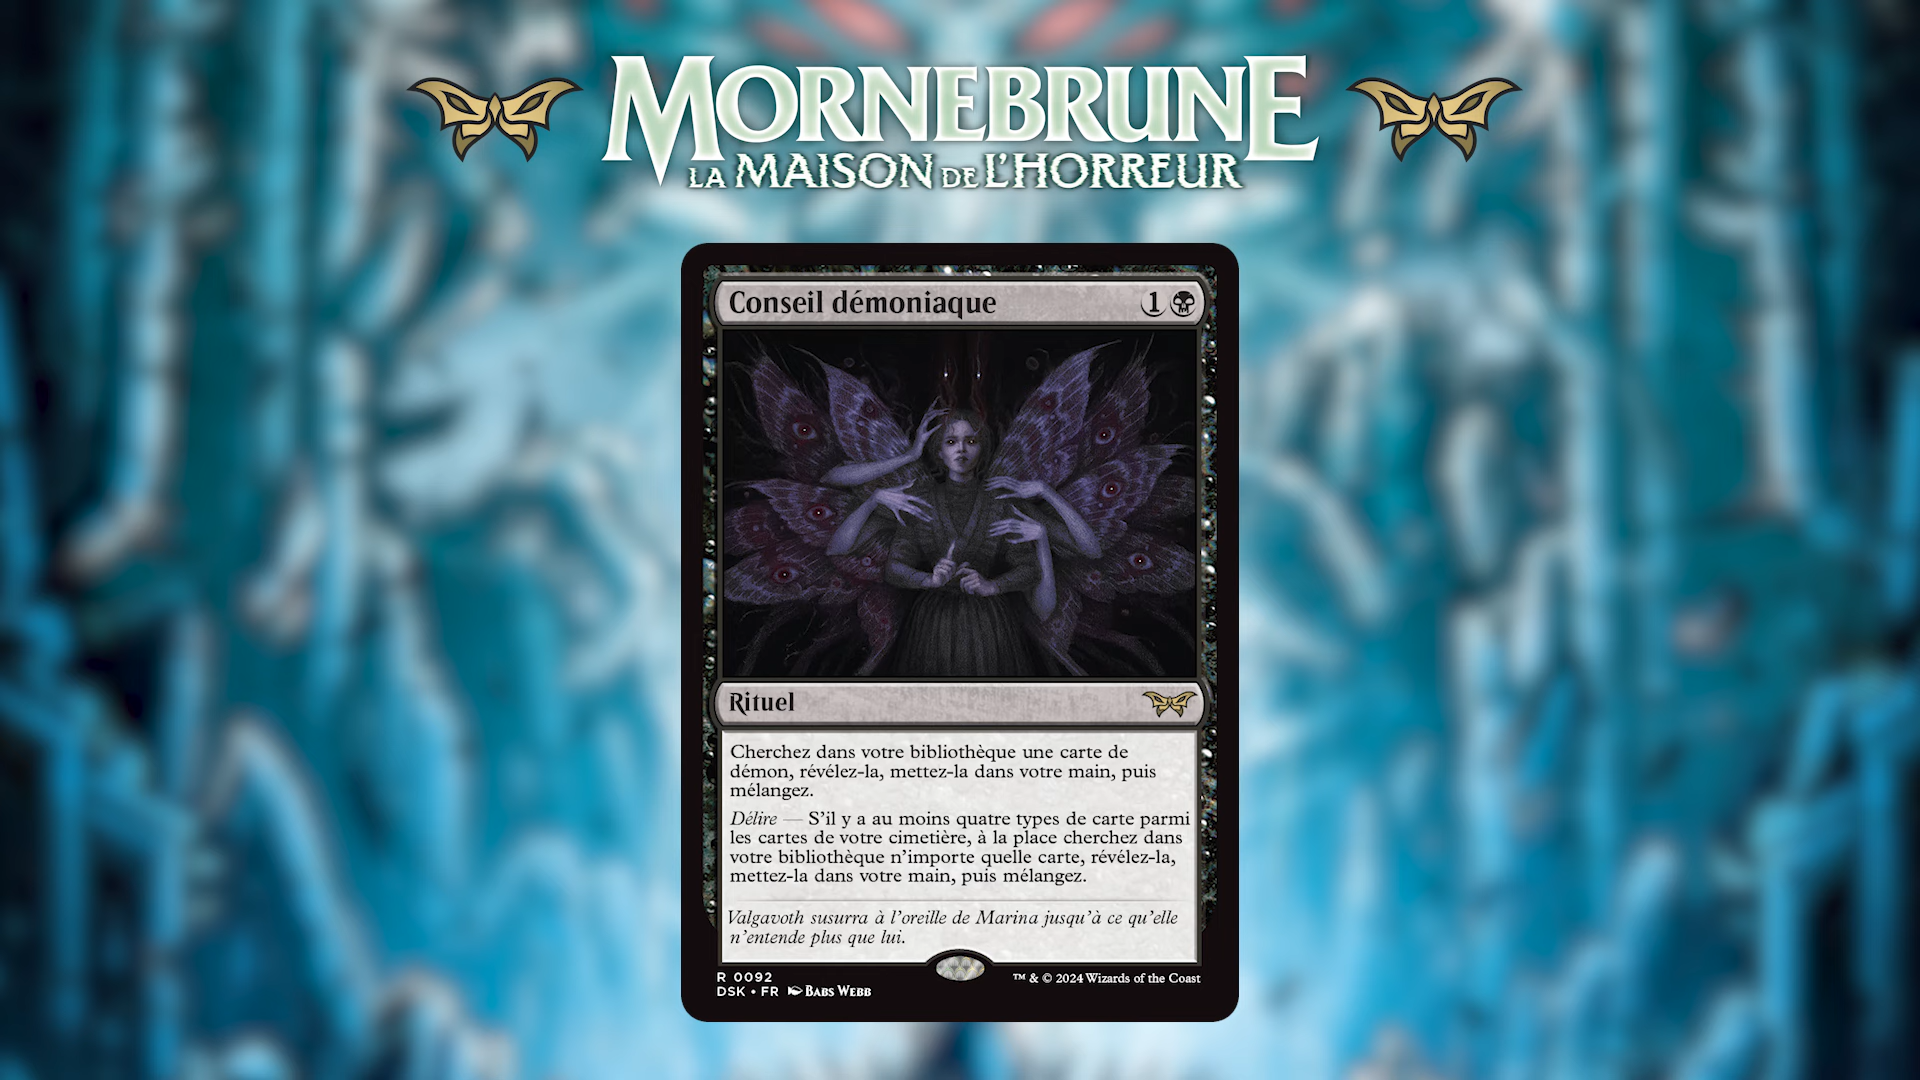 MORNEBRUNE
LA MAISON DE L'HORREUR
Conseil démoniaque 1
Rituel
Cherchez dans votre bibliothèque une carte de
démon, révélez-la, mettez-la dans votre main, puis
mélangez.
Délire — S'il y a au moins quatre types de carte parmi
les cartes de votre cimetière, à la place cherchez dans
votre bibliothèque n'importe quelle carte, révélez-la,
mettez-la dans votre main, puis mélangez.
Valgavoth susurra à l'oreille de Marina jusqu'à ce qu'elle
n'entende plus que lui.
R 0092
DSK • FR BABS WEBB
™ & © 2024 Wizards of the Coast